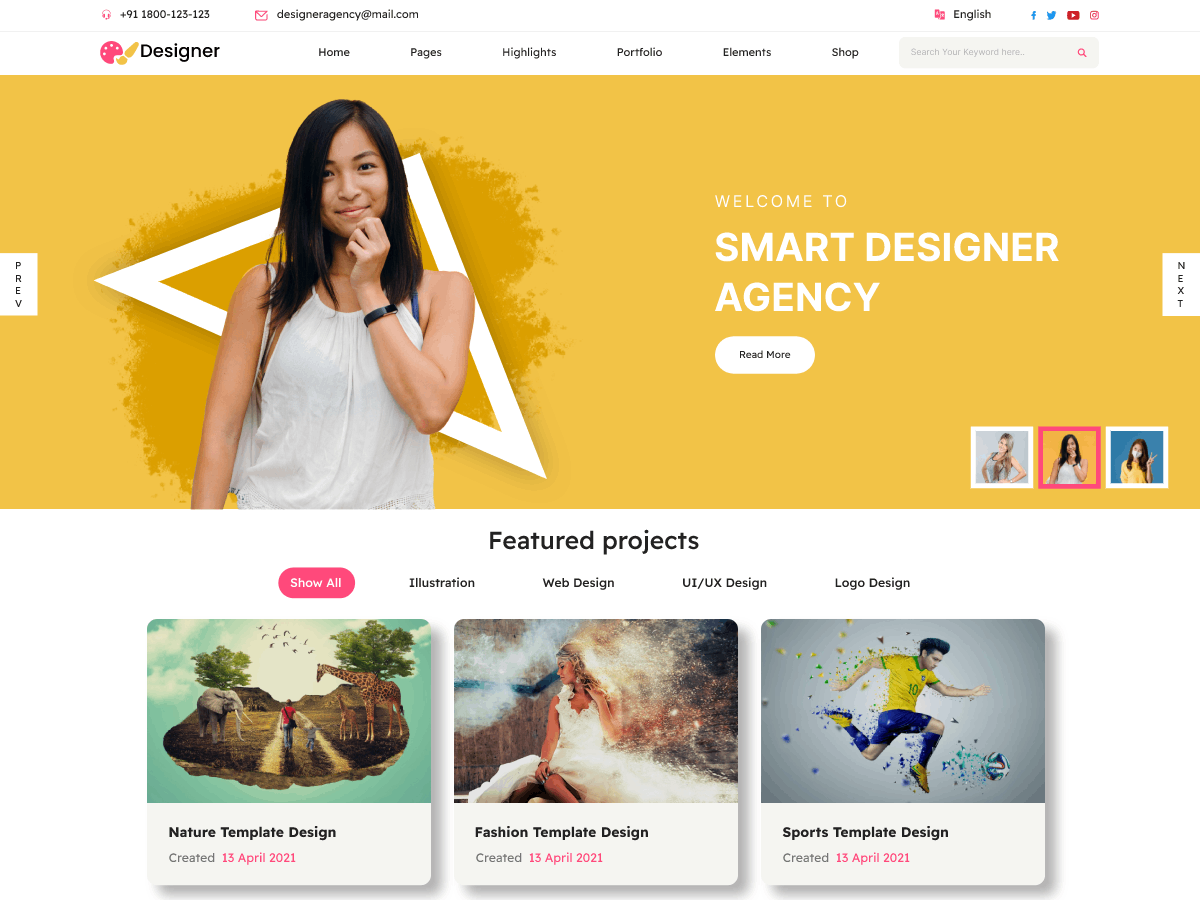 +91 1800-123-123
designeragency@mail.com
English
Designer
Home
Pages
Highlights
Portfolio
Elements
Shop
Search Your Keyword here..
PREV
WELCOME TO
SMART DESIGNER
AGENCY
Read More
NEXT
Featured projects
Show All
Illustration
Web Design
UI/UX Design
Logo Design
10
Nature Template Design
Created 13 April 2021
Fashion Template Design
Created 13 April 2021
Sports Template Design
Created 13 April 2021